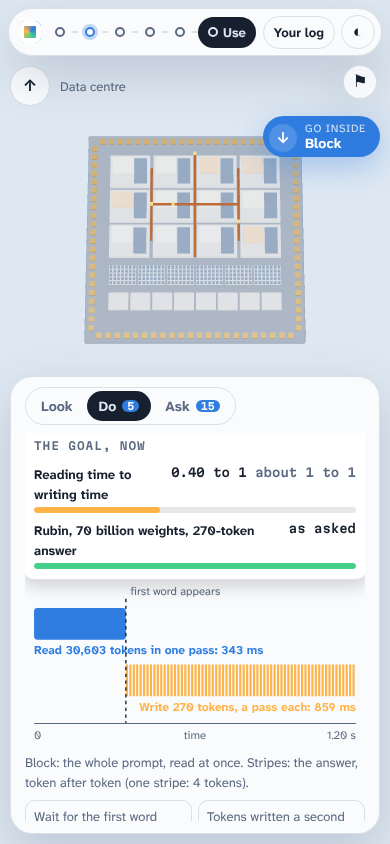 Use
Your log
Data centre
GO INSIDE
Block
Look
Do 5
Ask 15
THE GOAL, NOW
Reading time to writing time
0.40 to 1 about 1 to 1
Rubin, 70 billion weights, 270-token answer
as asked
first word appears
Read 30,603 tokens in one pass: 343 ms
Write 270 tokens, a pass each: 859 ms
0 time 1.20 s
Block: the whole prompt, read at once. Stripes: the answer,
token after token (one stripe: 4 tokens).
Wait for the first word
Tokens written a second